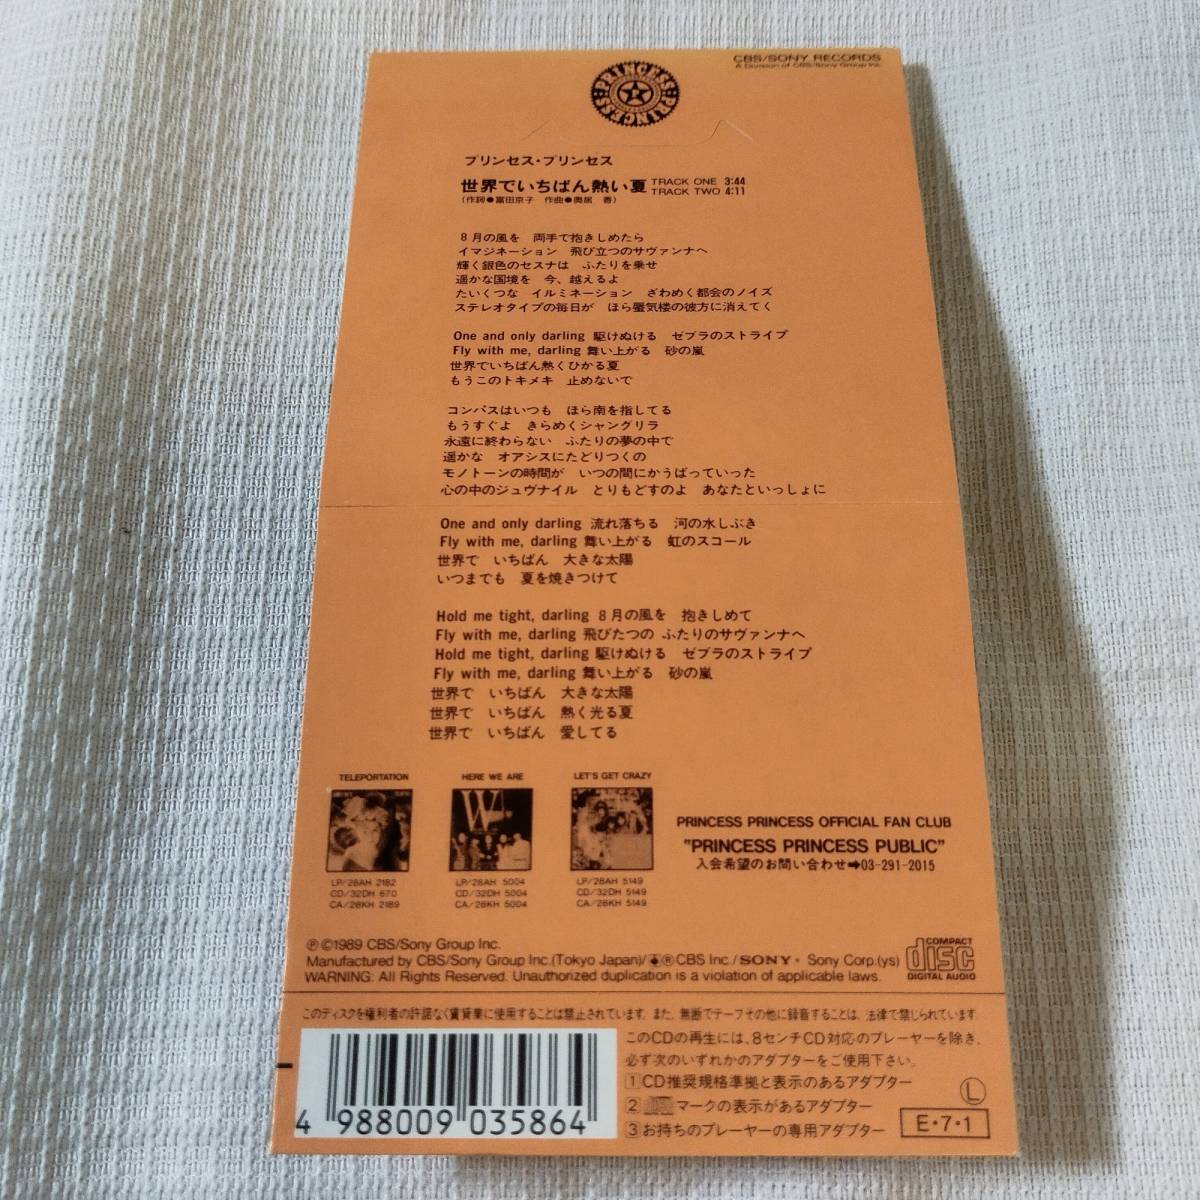 CBS/SONY RECORDS
A Division of CBS/Sony Group Inc.
PRINCESS PRINCESS
プリンセス・プリンセス
世界でいちばん熱い夏 TRACK ONE 3:44
TRACK TWO 4:11
(作詞●富田京子 作曲●奥居 香)
8月の風を 両手で抱きしめたら
イマジネーション 飛び立つのサヴァンナへ
輝く銀色のセスナは ふたりを乗せ
遥かな国境を 今、越えるよ
たいくつな イルミネーション ざわめく都会のノイズ
ステレオタイプの毎日が ほら蜃気楼の彼方に消えてく
One and only darling 駆けぬける ゼブラのストライプ
Fly with me, darling 舞い上がる 砂の嵐
世界でいちばん熱くひかる夏
もうこのトキメキ 止めないで
コンパスはいつも ほら南を指してる
もうすぐよ きらめくシャングリラ
永遠に終わらない ふたりの夢の中で
遥かな オアシスにたどりつくの
モノトーンの時間が いつの間にかうばっていった
心の中のジュヴナイル とりもどすのよ あなたといっしょに
One and only darling 流れ落ちる 河の水しぶき
Fly with me, darling 舞い上がる 虹のスコール
世界で いちばん 大きな太陽
いつまでも 夏を焼きつけて
Hold me tight, darling 8月の風を 抱きしめて
Fly with me, darling 飛びたつの ふたりのサヴァンナへ
Hold me tight, darling 駆けぬける ゼブラのストライプ
Fly with me, darling 舞い上がる 砂の嵐
世界で いちばん 大きな太陽
世界で いちばん 熱く光る夏
世界で いちばん 愛してる
TELEPORTATION HERE WE ARE LET'S GET CRAZY
LP/28AH 2182 LP/28AH 5004 LP/28AH 5149
CD/32DH 670 CD/32DH 5004 CD/32DH 5149
CA/28KH 2189 CA/28KH 5004 CA/28KH 5149
PRINCESS PRINCESS OFFICIAL FAN CLUB
"PRINCESS PRINCESS PUBLIC"
入会希望のお問い合わせ➡03-291-2015
℗©1989 CBS/Sony Group Inc.
Manufactured by CBS/Sony Group Inc.(Tokyo Japan)/®CBS Inc./SONY® Sony Corp.(ys)
WARNING: All Rights Reserved. Unauthorized duplication is a violation of applicable laws.
COMPACT
disc
DIGITAL AUDIO
このディスクを権利者の許諾なく賃貸業に使用することは禁止されています。また、無断でテープその他に録音することは、法律で禁じられています。
このCDの再生には、8センチCD対応のプレーヤーを除き、
必ず次のいずれかのアダプターをご使用下さい。
1 CD推奨規格準拠と表示のあるアダプター
2 マークの表示があるアダプター
3 お持ちのプレーヤーの専用アダプター
L
E・7・1
4 988009 035864